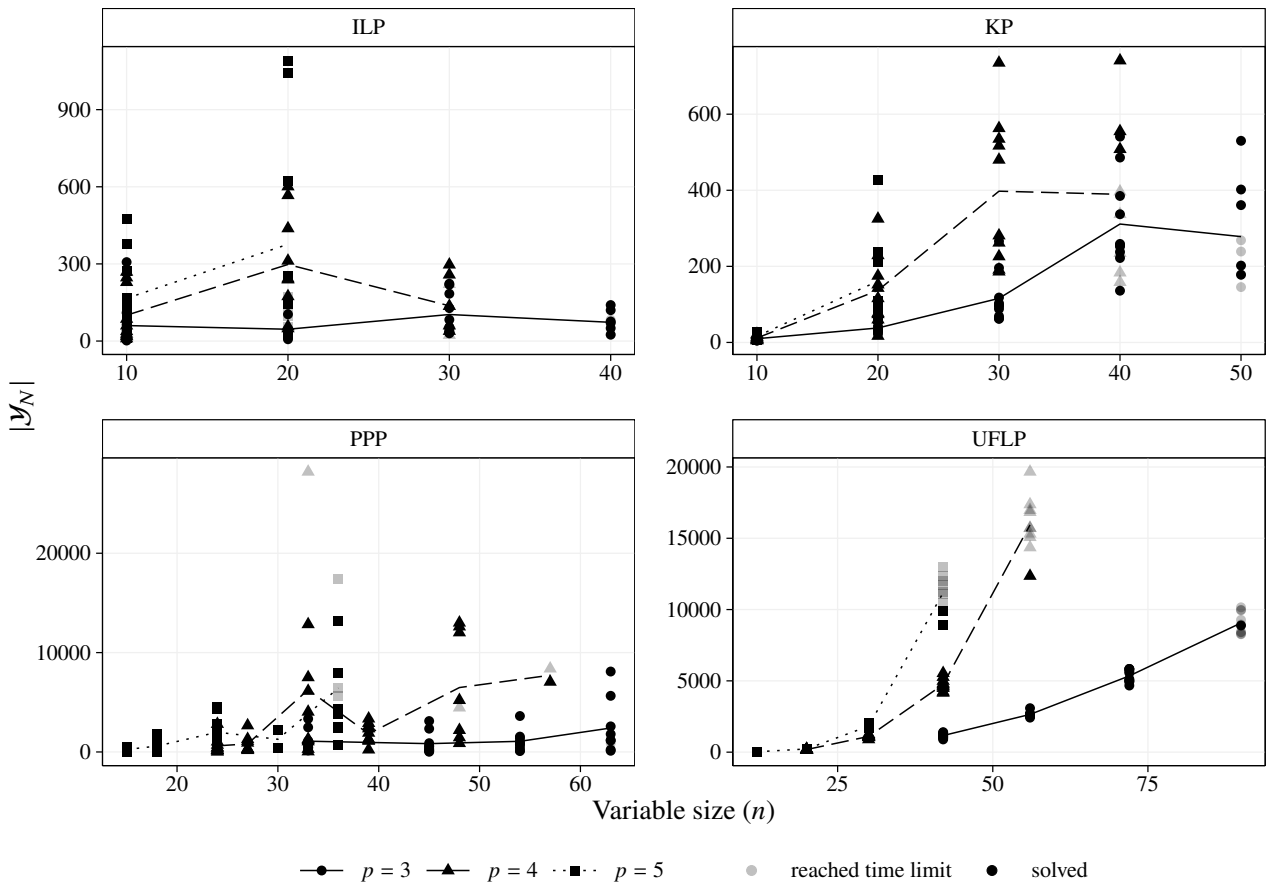 ILP
KP
900
600
300
0
10 20 30 40
600
400
200
0
10 20 30 40 50
|𝒴_N|
PPP
UFLP
20000
10000
0
20 30 40 50 60
20000
15000
10000
5000
0
25 50 75
Variable size (n)
p = 3 p = 4 p = 5 reached time limit solved